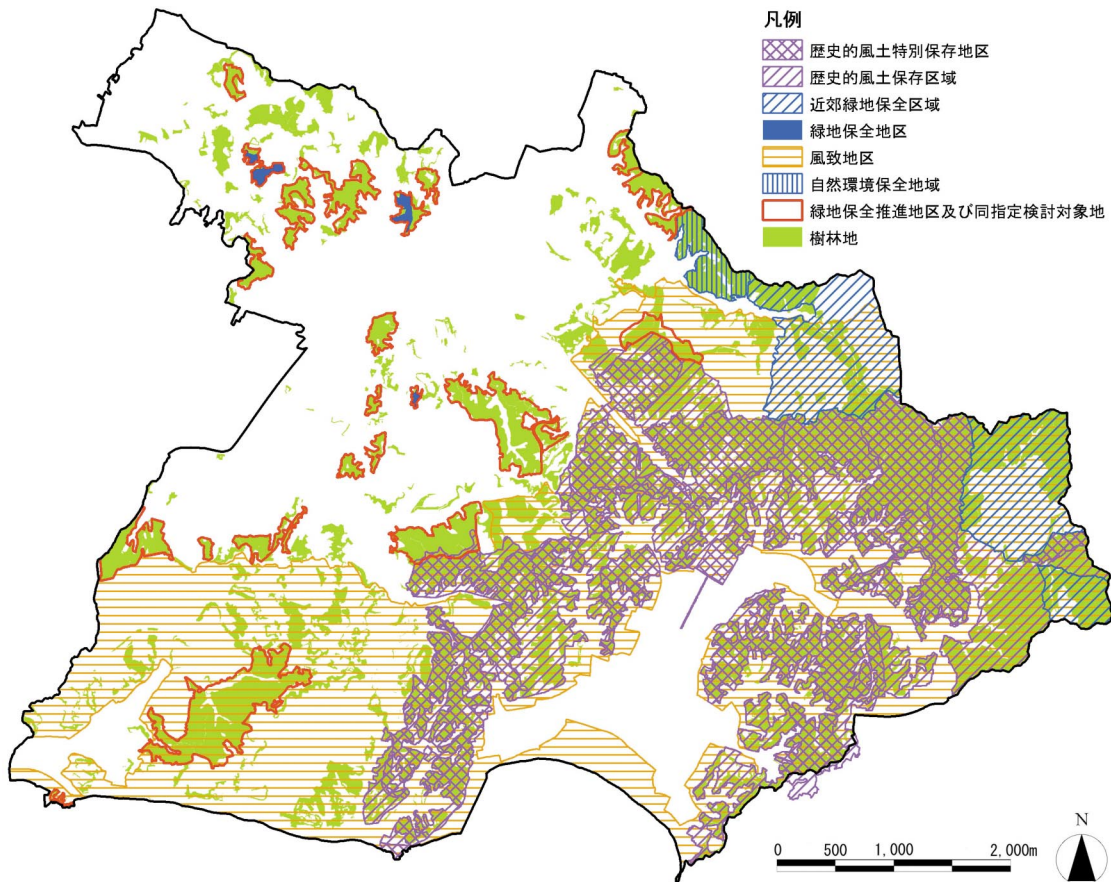 凡例
歴史的風土特別保存地区
歴史的風土保存区域
近郊緑地保全区域
緑地保全地区
風致地区
自然環境保全地域
緑地保全推進地区及び同指定検討対象地
樹林地
0 500 1,000 2,000m
N